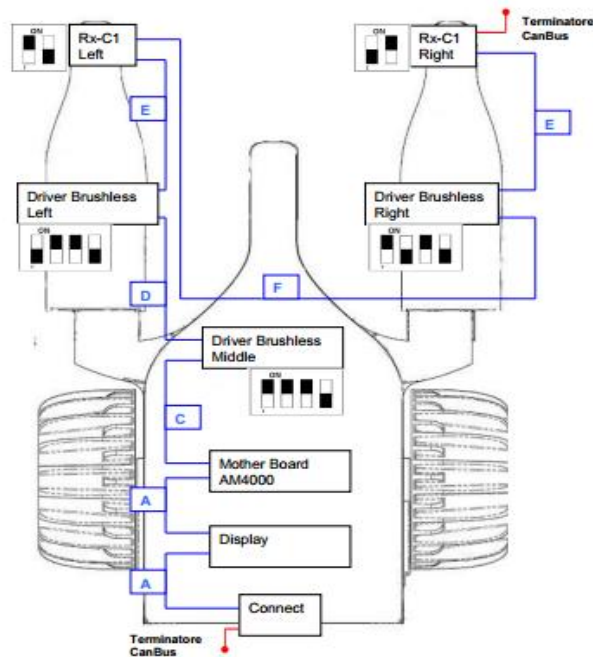 ON
Rx-C1
Left
ON
Rx-C1
Right
Terminatore
CanBus
E
E
Driver Brushless
Left
ON
Driver Brushless
Right
ON
D
F
Driver Brushless
Middle
ON
C
Mother Board
AM4000
A
Display
A
Connect
Terminatore
CanBus